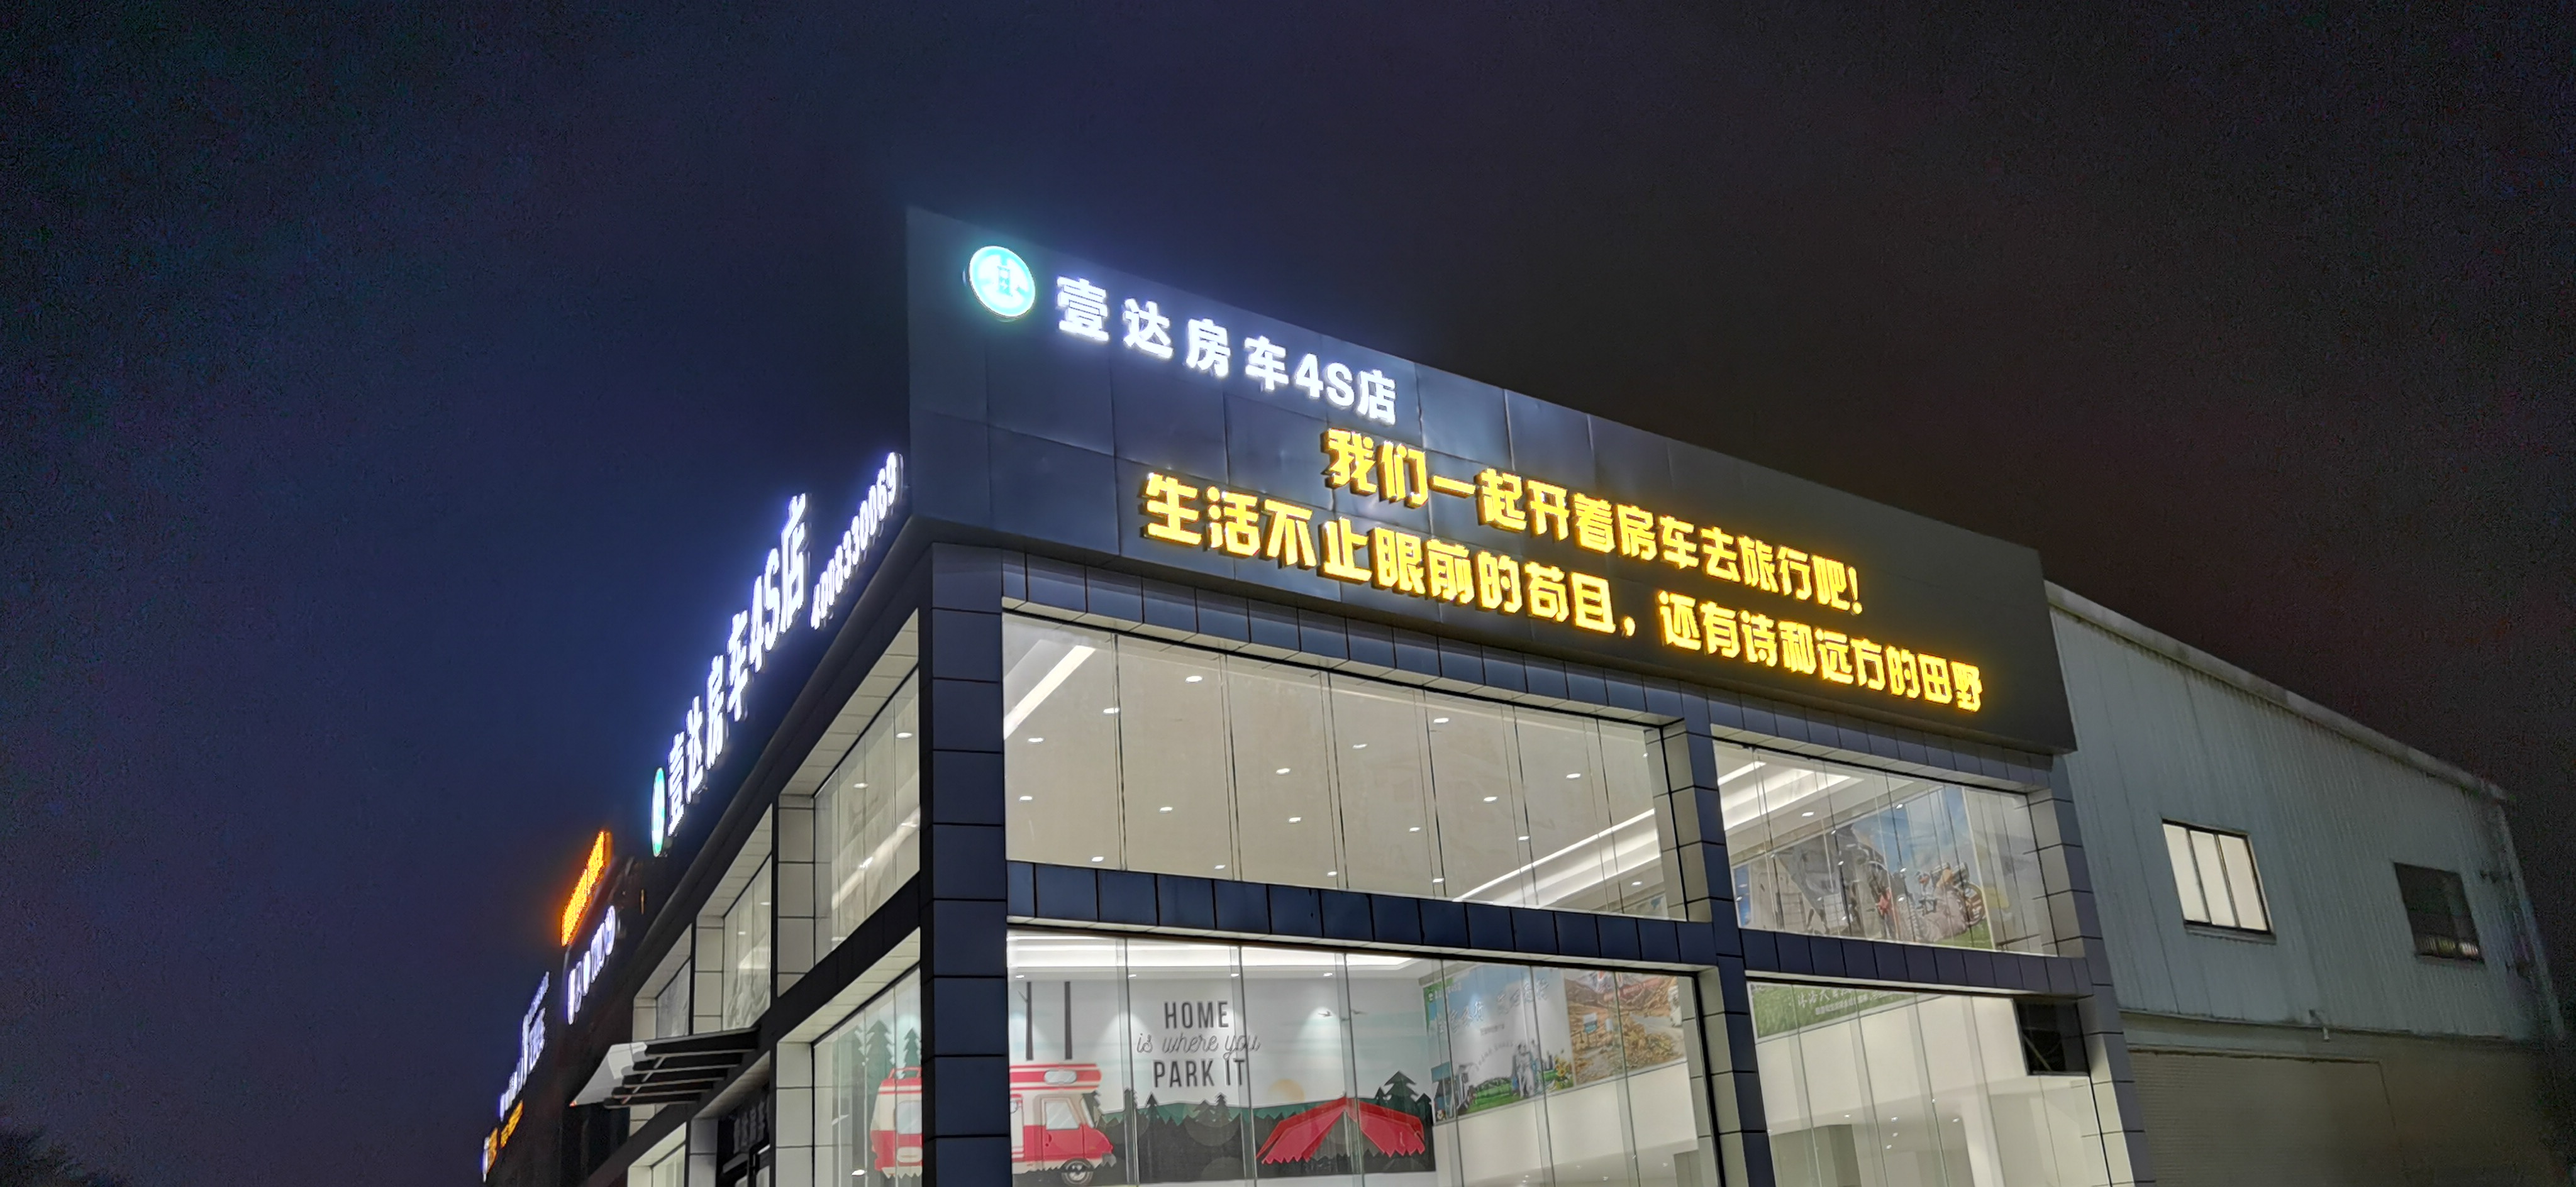 壹达房车4S店
我们一起开着房车去旅行吧!
生活不止眼前的苟且，还有诗和远方的田野
壹达房车4S店
4008330069
HOME
is where you
PARK IT